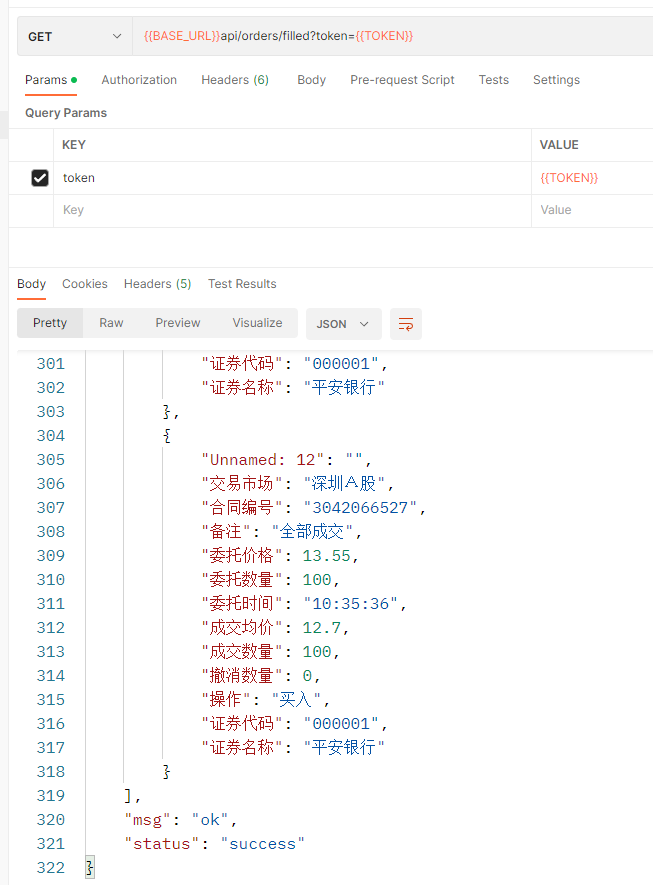 GET {{BASE_URL}}api/orders/filled?token={{TOKEN}}
Params Authorization Headers (6) Body Pre-request Script Tests Settings
Query Params
KEY VALUE
token {{TOKEN}}
Key Value
Body Cookies Headers (5) Test Results
Pretty Raw Preview Visualize JSON
301 "证券代码": "000001",
302 "证券名称": "平安银行"
303 },
304 {
305 "Unnamed: 12": "",
306 "交易市场": "深圳Ａ股",
307 "合同编号": "3042066527",
308 "备注": "全部成交",
309 "委托价格": 13.55,
310 "委托数量": 100,
311 "委托时间": "10:35:36",
312 "成交均价": 12.7,
313 "成交数量": 100,
314 "撤消数量": 0,
315 "操作": "买入",
316 "证券代码": "000001",
317 "证券名称": "平安银行"
318 }
319 ],
320 "msg": "ok",
321 "status": "success"
322 }